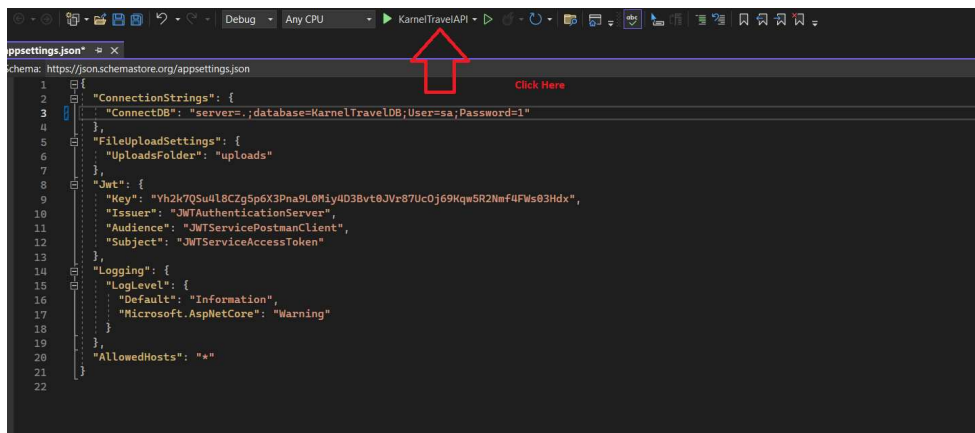 Debug Any CPU KarnelTravelAPI
appsettings.json*
Schema: https://json.schemastore.org/appsettings.json
Click Here
1 {
2 "ConnectionStrings": {
3 "ConnectDB": "server=.;database=KarnelTravelDB;User=sa;Password=1"
4 },
5 "FileUploadSettings": {
6 "UploadsFolder": "uploads"
7 },
8 "Jwt": {
9 "Key": "Yh2k7QSu4l8CZg5p6X3Pna9L0Miy4D3Bvt0JVr87UcOj69Kqw5R2Nmf4FWs03Hdx",
10 "Issuer": "JWTAuthenticationServer",
11 "Audience": "JWTServicePostmanClient",
12 "Subject": "JWTServiceAccessToken"
13 },
14 "Logging": {
15 "LogLevel": {
16 "Default": "Information",
17 "Microsoft.AspNetCore": "Warning"
18 }
19 },
20 "AllowedHosts": "*"
21 }
22